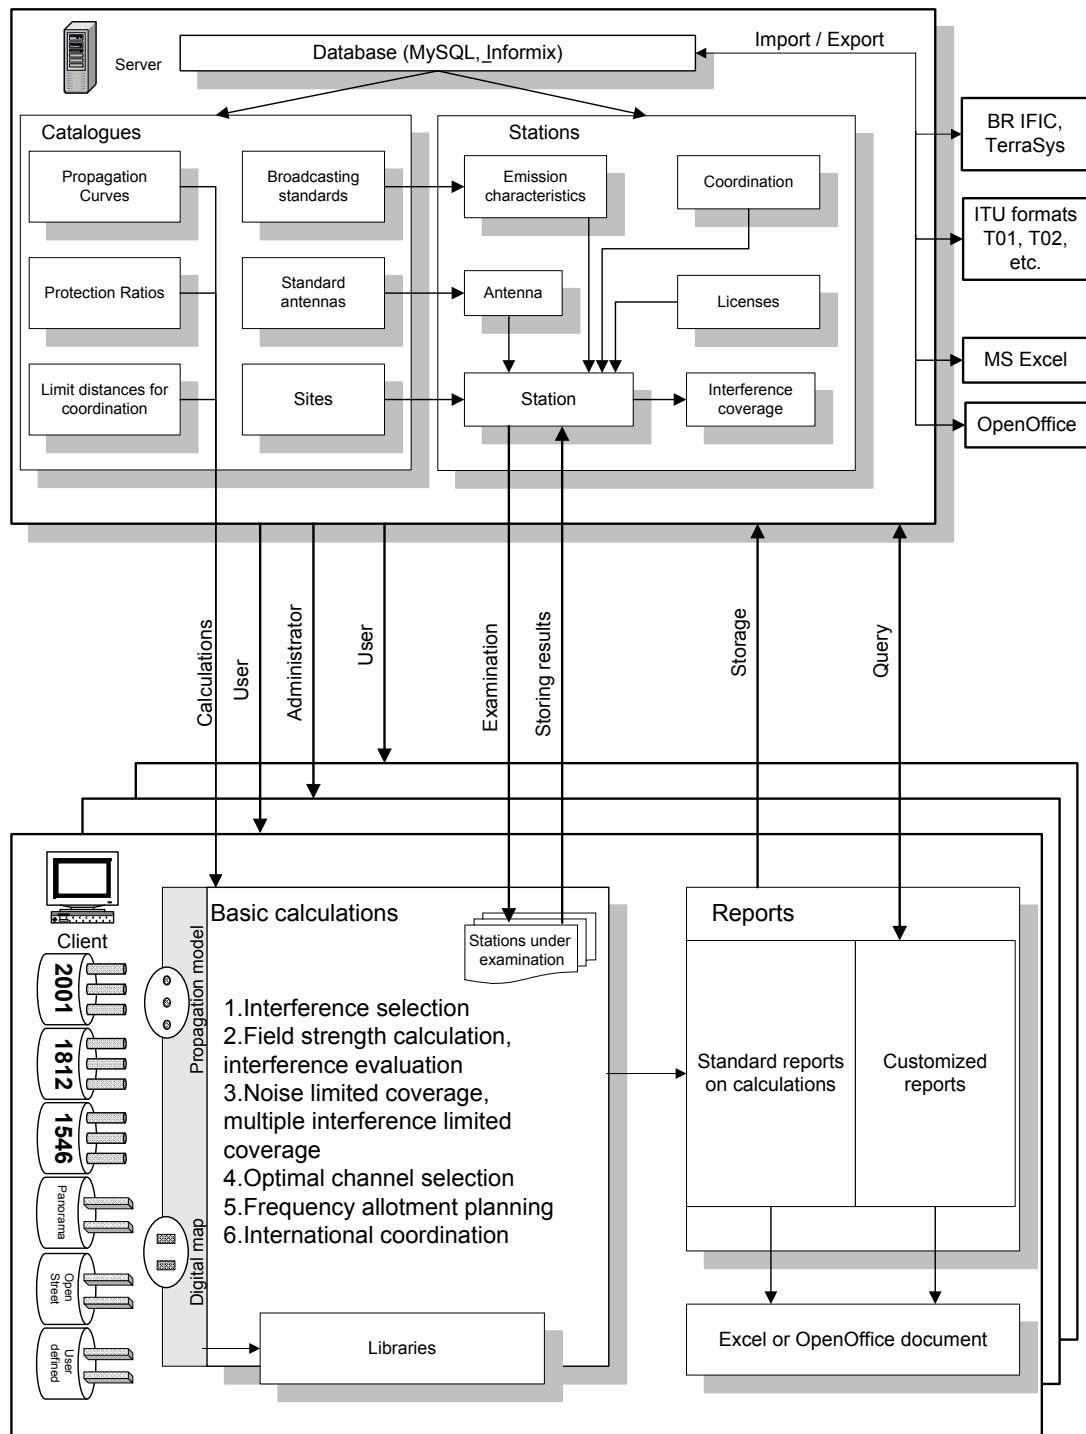 Server
Database (MySQL, Informix)
Import / Export
Catalogues
Propagation
Curves
Broadcasting
standards
Protection Ratios
Standard
antennas
Limit distances for
coordination
Sites
Stations
Emission
characteristics
Coordination
Antenna
Licenses
Station
Interference
coverage
BR IFIC,
TerraSys
ITU formats
T01, T02,
etc.
MS Excel
OpenOffice
Calculations
User
Administrator
User
Examination
Storing results
Storage
Query
Client
2001
1812
1546
Panorama
Open
Street
User
defined
Propagation model
Digital map
Basic calculations
Stations under
examination
1.Interference selection
2.Field strength calculation,
interference evaluation
3.Noise limited coverage,
multiple interference limited
coverage
4.Optimal channel selection
5.Frequency allotment planning
6.International coordination
Libraries
Reports
Standard reports
on calculations
Customized
reports
Excel or OpenOffice document